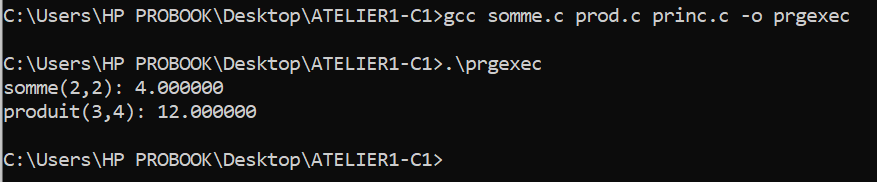 C:\Users\HP PROBOOK\Desktop\ATELIER1-C1>gcc somme.c prod.c princ.c -o prgexec
C:\Users\HP PROBOOK\Desktop\ATELIER1-C1>.\prgexec
somme(2,2): 4.000000
produit(3,4): 12.000000
C:\Users\HP PROBOOK\Desktop\ATELIER1-C1>